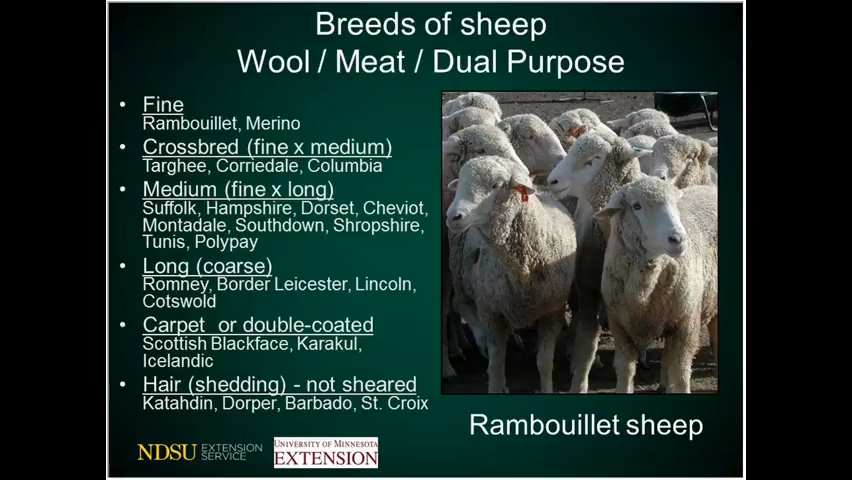 Breeds of sheep
Wool / Meat / Dual Purpose
• Fine
Rambouillet, Merino
• Crossbred (fine x medium)
Targhee, Corriedale, Columbia
• Medium (fine x long)
Suffolk, Hampshire, Dorset, Cheviot,
Montadale, Southdown, Shropshire,
Tunis, Polypay
• Long (coarse)
Romney, Border Leicester, Lincoln,
Cotswold
• Carpet or double-coated
Scottish Blackface, Karakul,
Icelandic
• Hair (shedding) - not sheared
Katahdin, Dorper, Barbado, St. Croix
Rambouillet sheep
NDSU EXTENSION
SERVICE
UNIVERSITY OF MINNESOTA
EXTENSION